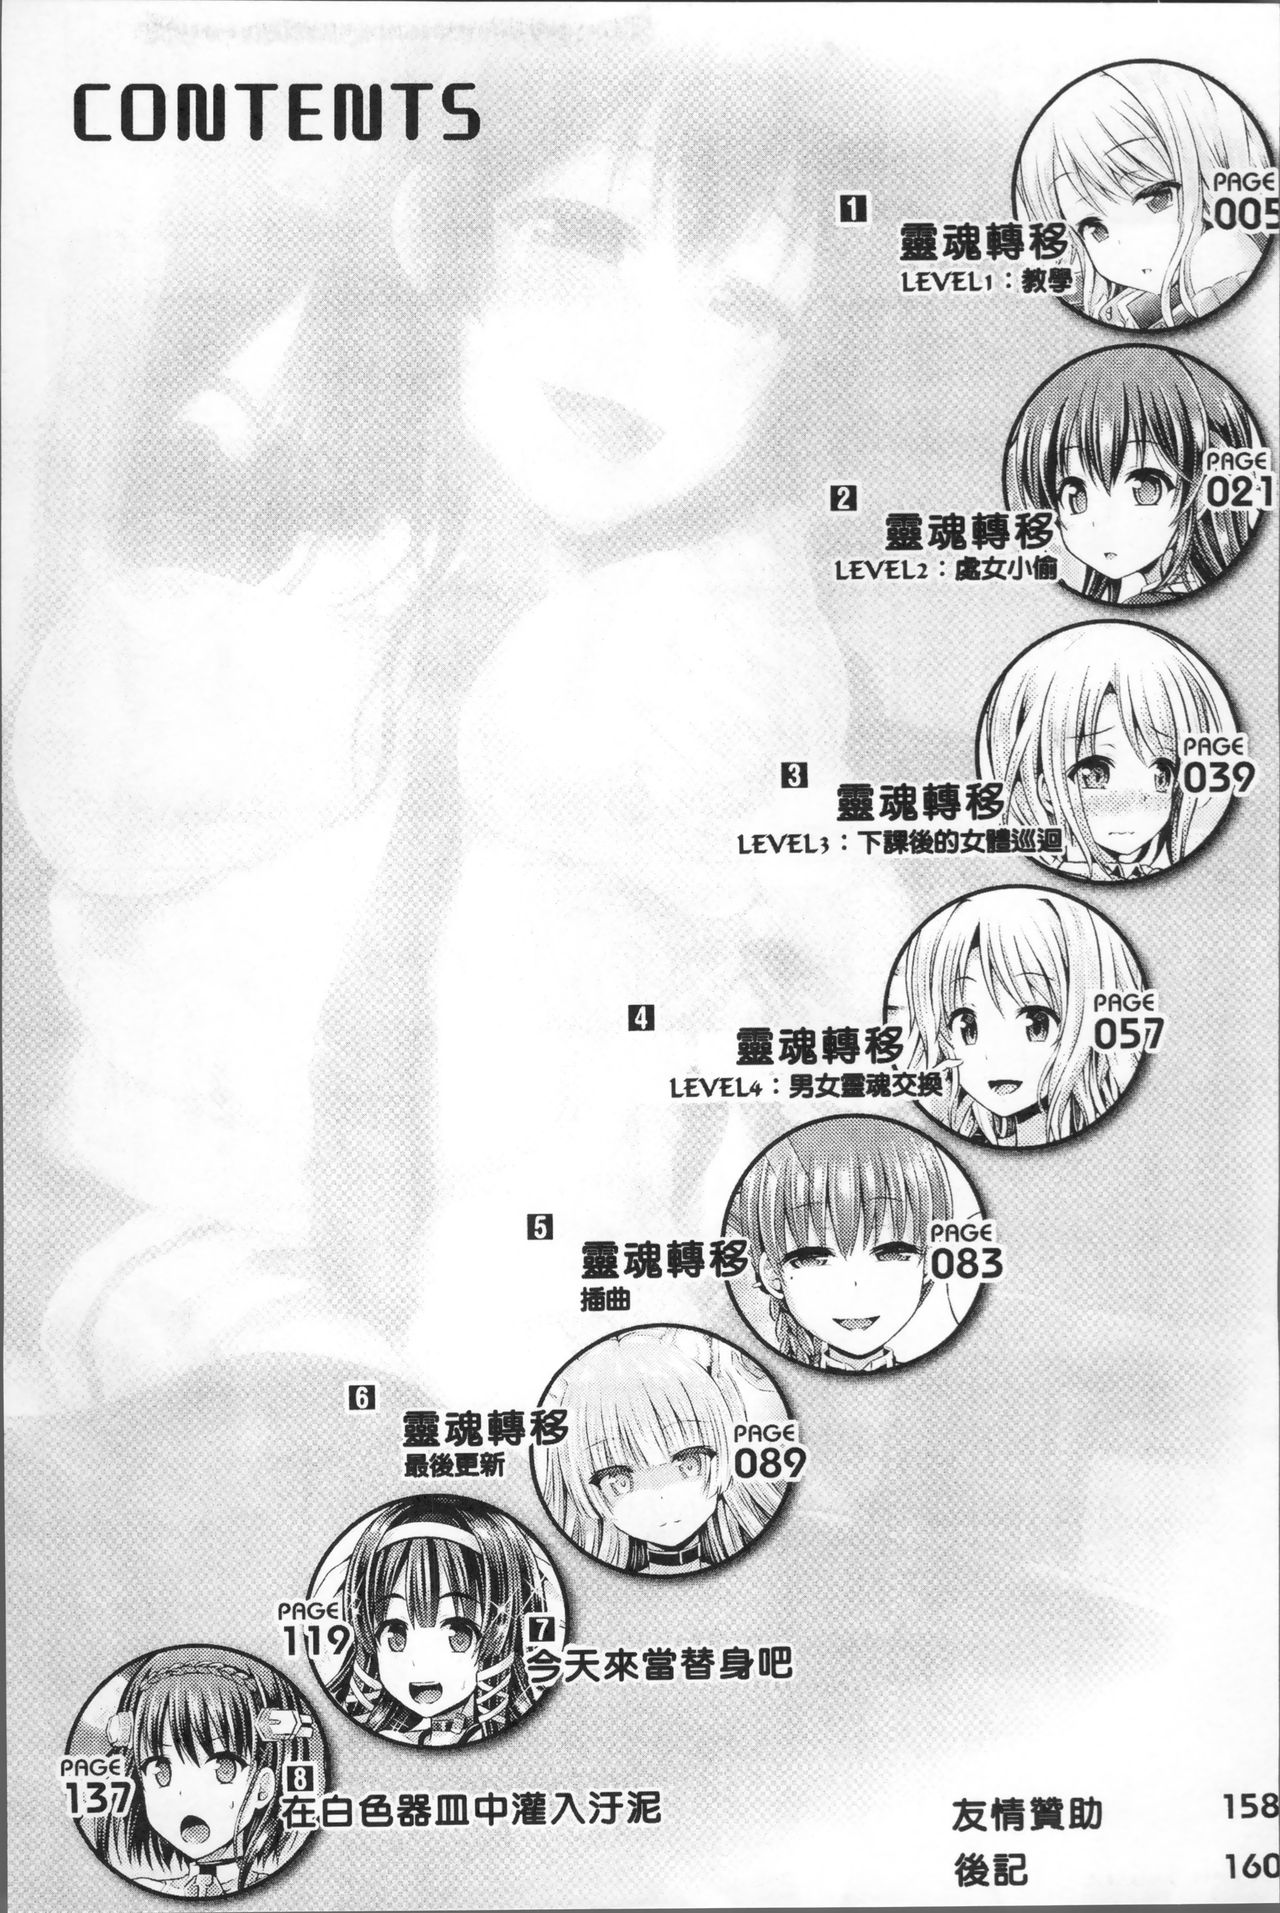 CONTENTS
1
靈魂轉移
LEVEL1：教學
PAGE
005
2
靈魂轉移
LEVEL2：處女小偷
PAGE
021
3
靈魂轉移
LEVEL3：下課後的女體巡迴
PAGE
039
4
靈魂轉移
LEVEL4：男女靈魂交換
PAGE
057
5
靈魂轉移
插曲
PAGE
083
6
靈魂轉移
最後更新
PAGE
089
7
今天來當替身吧
PAGE
119
8
在白色器皿中灌入汙泥
PAGE
137
友情贊助 158
後記 160